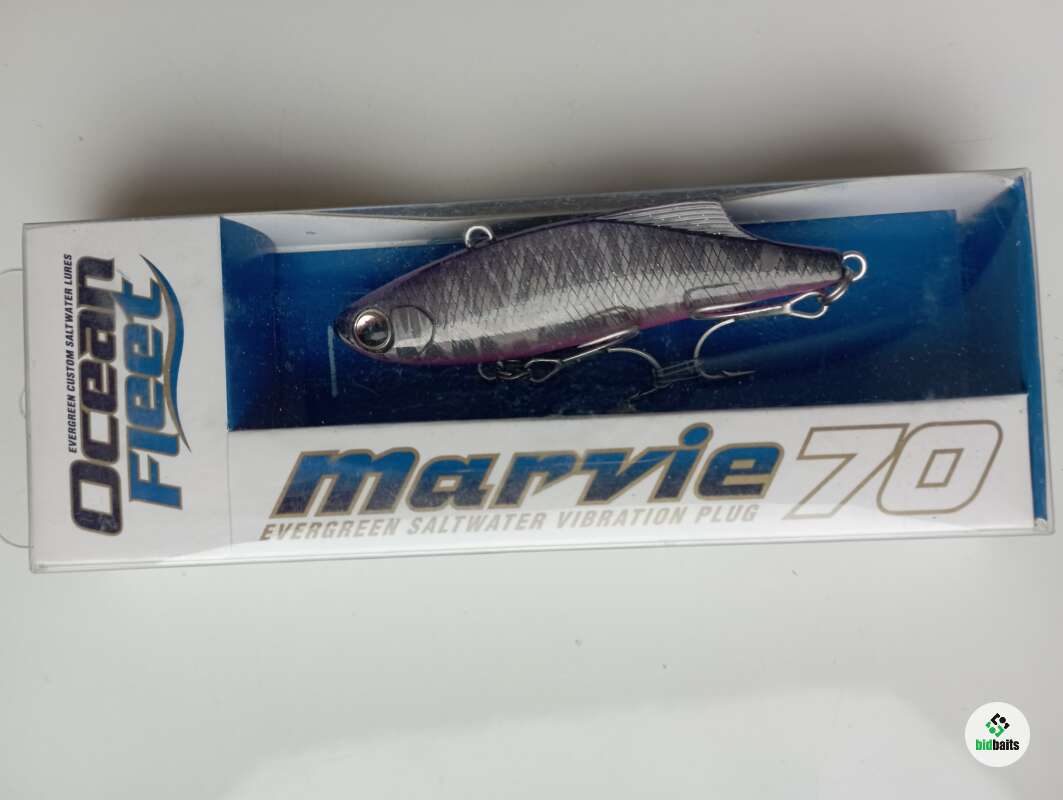 EVERGREEN CUSTOM SALTWATER LURES
Ocean
Fleet
marvie 70
EVERGREEN SALTWATER VIBRATION PLUG
bidbaits